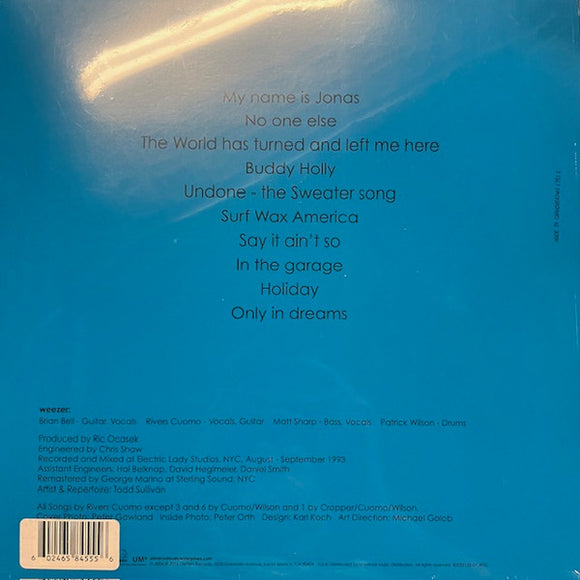 My name is Jonas
No one else
The World has turned and left me here
Buddy Holly
Undone - the Sweater song
Surf Wax America
Say it ain't so
In the garage
Holiday
Only in dreams
weezer:
Brian Bell - Guitar, Vocals Rivers Cuomo - Vocals, Guitar Matt Sharp - Bass, Vocals Patrick Wilson - Drums
Produced by Ric Ocasek
Engineered by Chris Shaw
Recorded and Mixed at Electric Lady Studios, NYC, August - September 1993
Assistant Engineers: Hal Belknap, David Heglmeier, Daniel Smith
Remastered by George Marino at Sterling Sound, NYC
Artist & Repertoire: Todd Sullivan
All Songs by Rivers Cuomo except 3 and 6 by Cuomo/Wilson and 1 by Cropper/Cuomo/Wilson.
Cover Photo: Peter Gowland Inside Photo: Peter Orth Design: Karl Koch Art Direction: Michael Golob
6 02465 84555 6
UMe